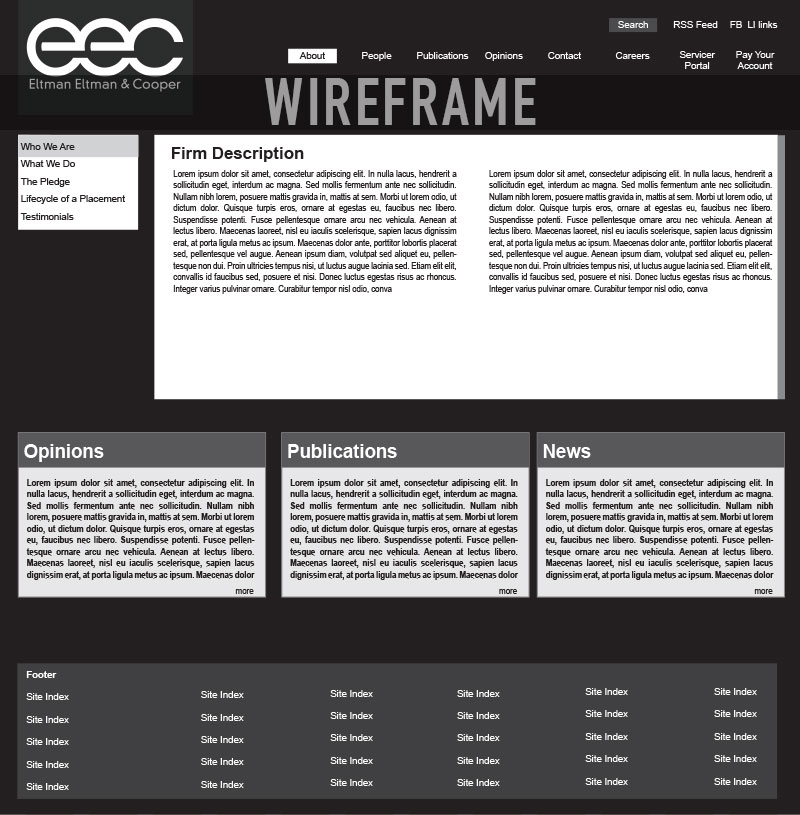 eec
Eltman Eltman & Cooper
Search RSS Feed FB LI links
About People Publications Opinions Contact Careers Servicer Portal Pay Your Account
WIREFRAME
Who We Are
What We Do
The Pledge
Lifecycle of a Placement
Testimonials
Firm Description
Lorem ipsum dolor sit amet, consectetur adipiscing elit. In nulla lacus, hendrerit a
sollicitudin eget, interdum ac magna. Sed mollis fermentum ante nec sollicitudin.
Nullam nibh lorem, posuere mattis gravida in, mattis at sem. Morbi ut lorem odio, ut
dictum dolor. Quisque turpis eros, ornare at egestas eu, faucibus nec libero.
Suspendisse potenti. Fusce pellentesque ornare arcu nec vehicula. Aenean at
lectus libero. Maecenas laoreet, nisl eu iaculis scelerisque, sapien lacus dignissim
erat, at porta ligula metus ac ipsum. Maecenas dolor ante, porttitor lobortis placerat
sed, pellentesque vel augue. Aenean ipsum diam, volutpat sed aliquet eu, pellen-
tesque non dui. Proin ultricies tempus nisi, ut luctus augue lacinia sed. Etiam elit elit,
convallis id faucibus sed, posuere et nisi. Donec luctus egestas risus ac rhoncus.
Integer varius pulvinar ornare. Curabitur tempor nisl odio, conva
Lorem ipsum dolor sit amet, consectetur adipiscing elit. In nulla lacus, hendrerit a
sollicitudin eget, interdum ac magna. Sed mollis fermentum ante nec sollicitudin.
Nullam nibh lorem, posuere mattis gravida in, mattis at sem. Morbi ut lorem odio, ut
dictum dolor. Quisque turpis eros, ornare at egestas eu, faucibus nec libero.
Suspendisse potenti. Fusce pellentesque ornare arcu nec vehicula. Aenean at
lectus libero. Maecenas laoreet, nisl eu iaculis scelerisque, sapien lacus dignissim
erat, at porta ligula metus ac ipsum. Maecenas dolor ante, porttitor lobortis placerat
sed, pellentesque vel augue. Aenean ipsum diam, volutpat sed aliquet eu, pellen-
tesque non dui. Proin ultricies tempus nisi, ut luctus augue lacinia sed. Etiam elit elit,
convallis id faucibus sed, posuere et nisi. Donec luctus egestas risus ac rhoncus.
Integer varius pulvinar ornare. Curabitur tempor nisl odio, conva
Opinions
Lorem ipsum dolor sit amet, consectetur adipiscing elit. In
nulla lacus, hendrerit a sollicitudin eget, interdum ac magna.
Sed mollis fermentum ante nec sollicitudin. Nullam nibh
lorem, posuere mattis gravida in, mattis at sem. Morbi ut lorem
odio, ut dictum dolor. Quisque turpis eros, ornare at egestas
eu, faucibus nec libero. Suspendisse potenti. Fusce pellen-
tesque ornare arcu nec vehicula. Aenean at lectus libero.
Maecenas laoreet, nisl eu iaculis scelerisque, sapien lacus
dignissim erat, at porta ligula metus ac ipsum. Maecenas dolor
more
Publications
Lorem ipsum dolor sit amet, consectetur adipiscing elit. In
nulla lacus, hendrerit a sollicitudin eget, interdum ac magna.
Sed mollis fermentum ante nec sollicitudin. Nullam nibh
lorem, posuere mattis gravida in, mattis at sem. Morbi ut lorem
odio, ut dictum dolor. Quisque turpis eros, ornare at egestas
eu, faucibus nec libero. Suspendisse potenti. Fusce pellen-
tesque ornare arcu nec vehicula. Aenean at lectus libero.
Maecenas laoreet, nisl eu iaculis scelerisque, sapien lacus
dignissim erat, at porta ligula metus ac ipsum. Maecenas dolor
more
News
Lorem ipsum dolor sit amet, consectetur adipiscing elit. In
nulla lacus, hendrerit a sollicitudin eget, interdum ac magna.
Sed mollis fermentum ante nec sollicitudin. Nullam nibh
lorem, posuere mattis gravida in, mattis at sem. Morbi ut lorem
odio, ut dictum dolor. Quisque turpis eros, ornare at egestas
eu, faucibus nec libero. Suspendisse potenti. Fusce pellen-
tesque ornare arcu nec vehicula. Aenean at lectus libero.
Maecenas laoreet, nisl eu iaculis scelerisque, sapien lacus
dignissim erat, at porta ligula metus ac ipsum. Maecenas dolor
more
Footer
Site Index Site Index Site Index Site Index Site Index Site Index
Site Index Site Index Site Index Site Index Site Index Site Index
Site Index Site Index Site Index Site Index Site Index Site Index
Site Index Site Index Site Index Site Index Site Index Site Index
Site Index Site Index Site Index Site Index Site Index Site Index